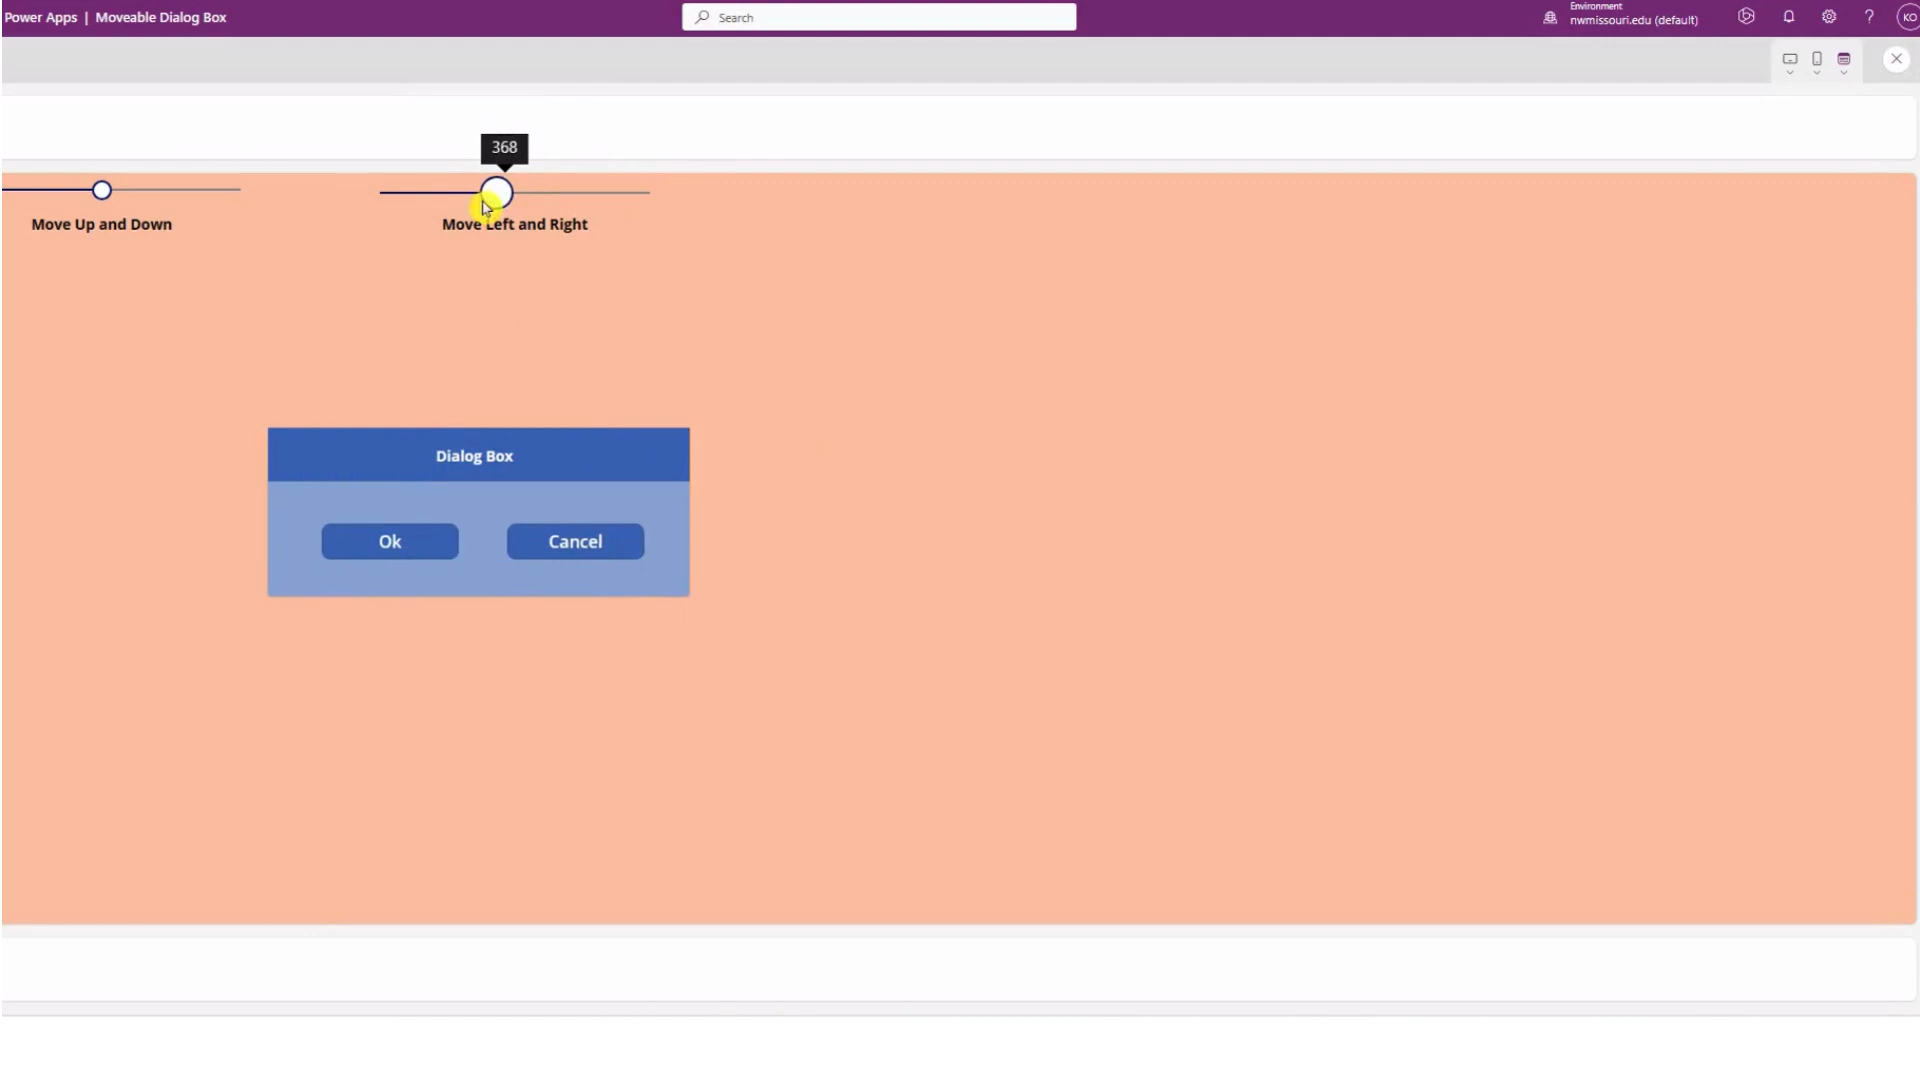 Power Apps | Moveable Dialog Box
Search
Environment
nwmissouri.edu (default)
KO
368
Move Up and Down
Move Left and Right
Dialog Box
Ok
Cancel